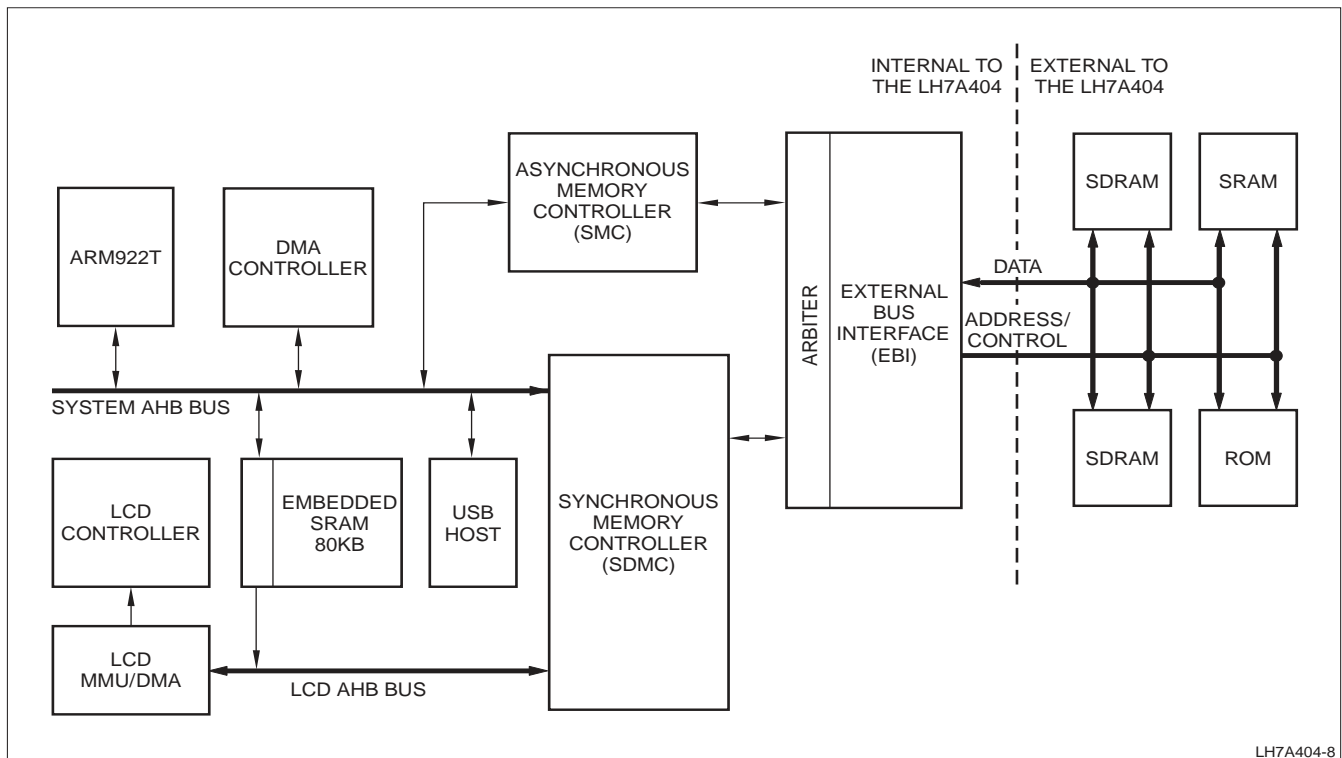 INTERNAL TO
THE LH7A404
EXTERNAL TO
THE LH7A404
ARM922T
DMA
CONTROLLER
ASYNCHRONOUS
MEMORY
CONTROLLER
(SMC)
ARBITER
EXTERNAL
BUS
INTERFACE
(EBI)
SDRAM
SRAM
DATA
ADDRESS/
CONTROL
SDRAM
ROM
SYSTEM AHB BUS
LCD
CONTROLLER
EMBEDDED
SRAM
80KB
USB
HOST
SYNCHRONOUS
MEMORY
CONTROLLER
(SDMC)
LCD
MMU/DMA
LCD AHB BUS
LH7A404-8